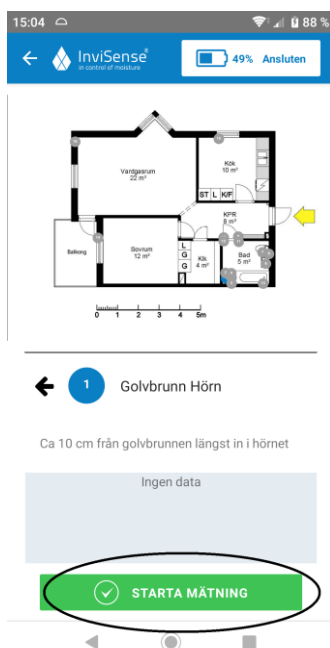 15:04 88 %
InviSense®
in control of moisture
49% Ansluten
Vardagsrum
22 m²
Kök
10 m²
ST L K/F
KPR
8 m²
Balkong
Sovrum
12 m²
L
G
G
Klk
4 m²
Bad
5 m²
0 1 2 3 4 5m
1 Golvbrunn Hörn
Ca 10 cm från golvbrunnen längst in i hörnet
Ingen data
STARTA MÄTNING